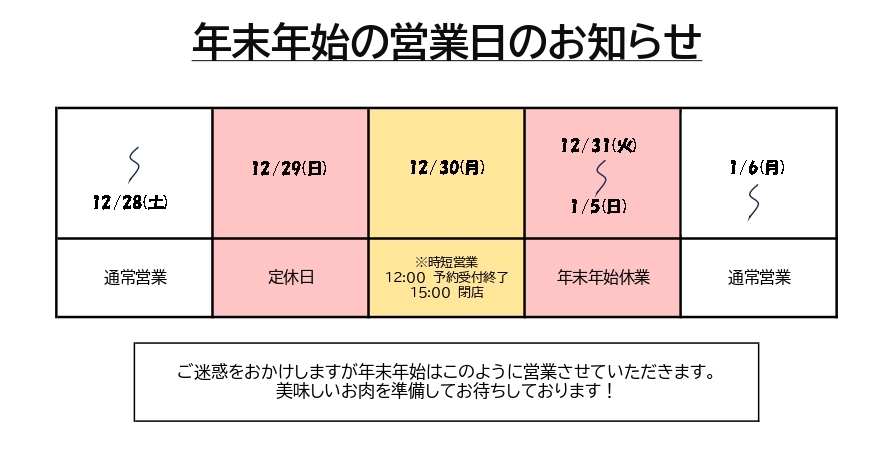 年末年始の営業日のお知らせ
〜
12/28(土)
12/29(日)
12/30(月)
12/31(火)
〜
1/5(日)
1/6(月)
〜
通常営業
定休日
※時短営業
12:00 予約受付終了
15:00 閉店
年末年始休業
通常営業
ご迷惑をおかけしますが年末年始はこのように営業させていただきます。
美味しいお肉を準備してお待ちしております！